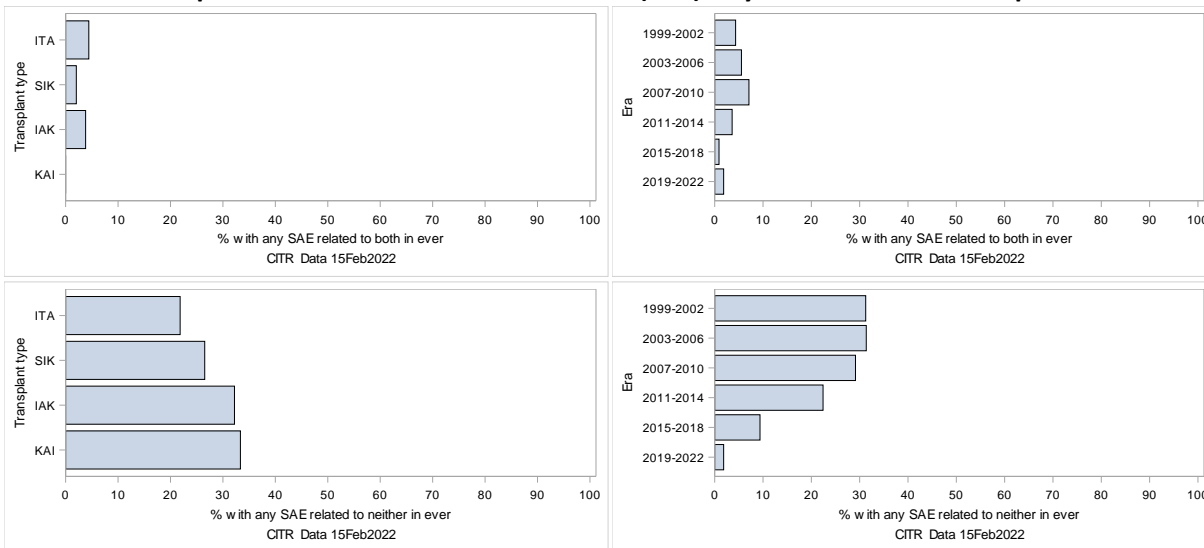 ITA
SIK
IAK
KAI
Transplant type
0 10 20 30 40 50 60 70 80 90 100
% with any SAE related to both in ever
CITR Data 15Feb2022
1999-2002
2003-2006
2007-2010
2011-2014
2015-2018
2019-2022
Era
0 10 20 30 40 50 60 70 80 90 100
% with any SAE related to both in ever
CITR Data 15Feb2022
ITA
SIK
IAK
KAI
Transplant type
0 10 20 30 40 50 60 70 80 90 100
% with any SAE related to neither in ever
CITR Data 15Feb2022
1999-2002
2003-2006
2007-2010
2011-2014
2015-2018
2019-2022
Era
0 10 20 30 40 50 60 70 80 90 100
% with any SAE related to neither in ever
CITR Data 15Feb2022